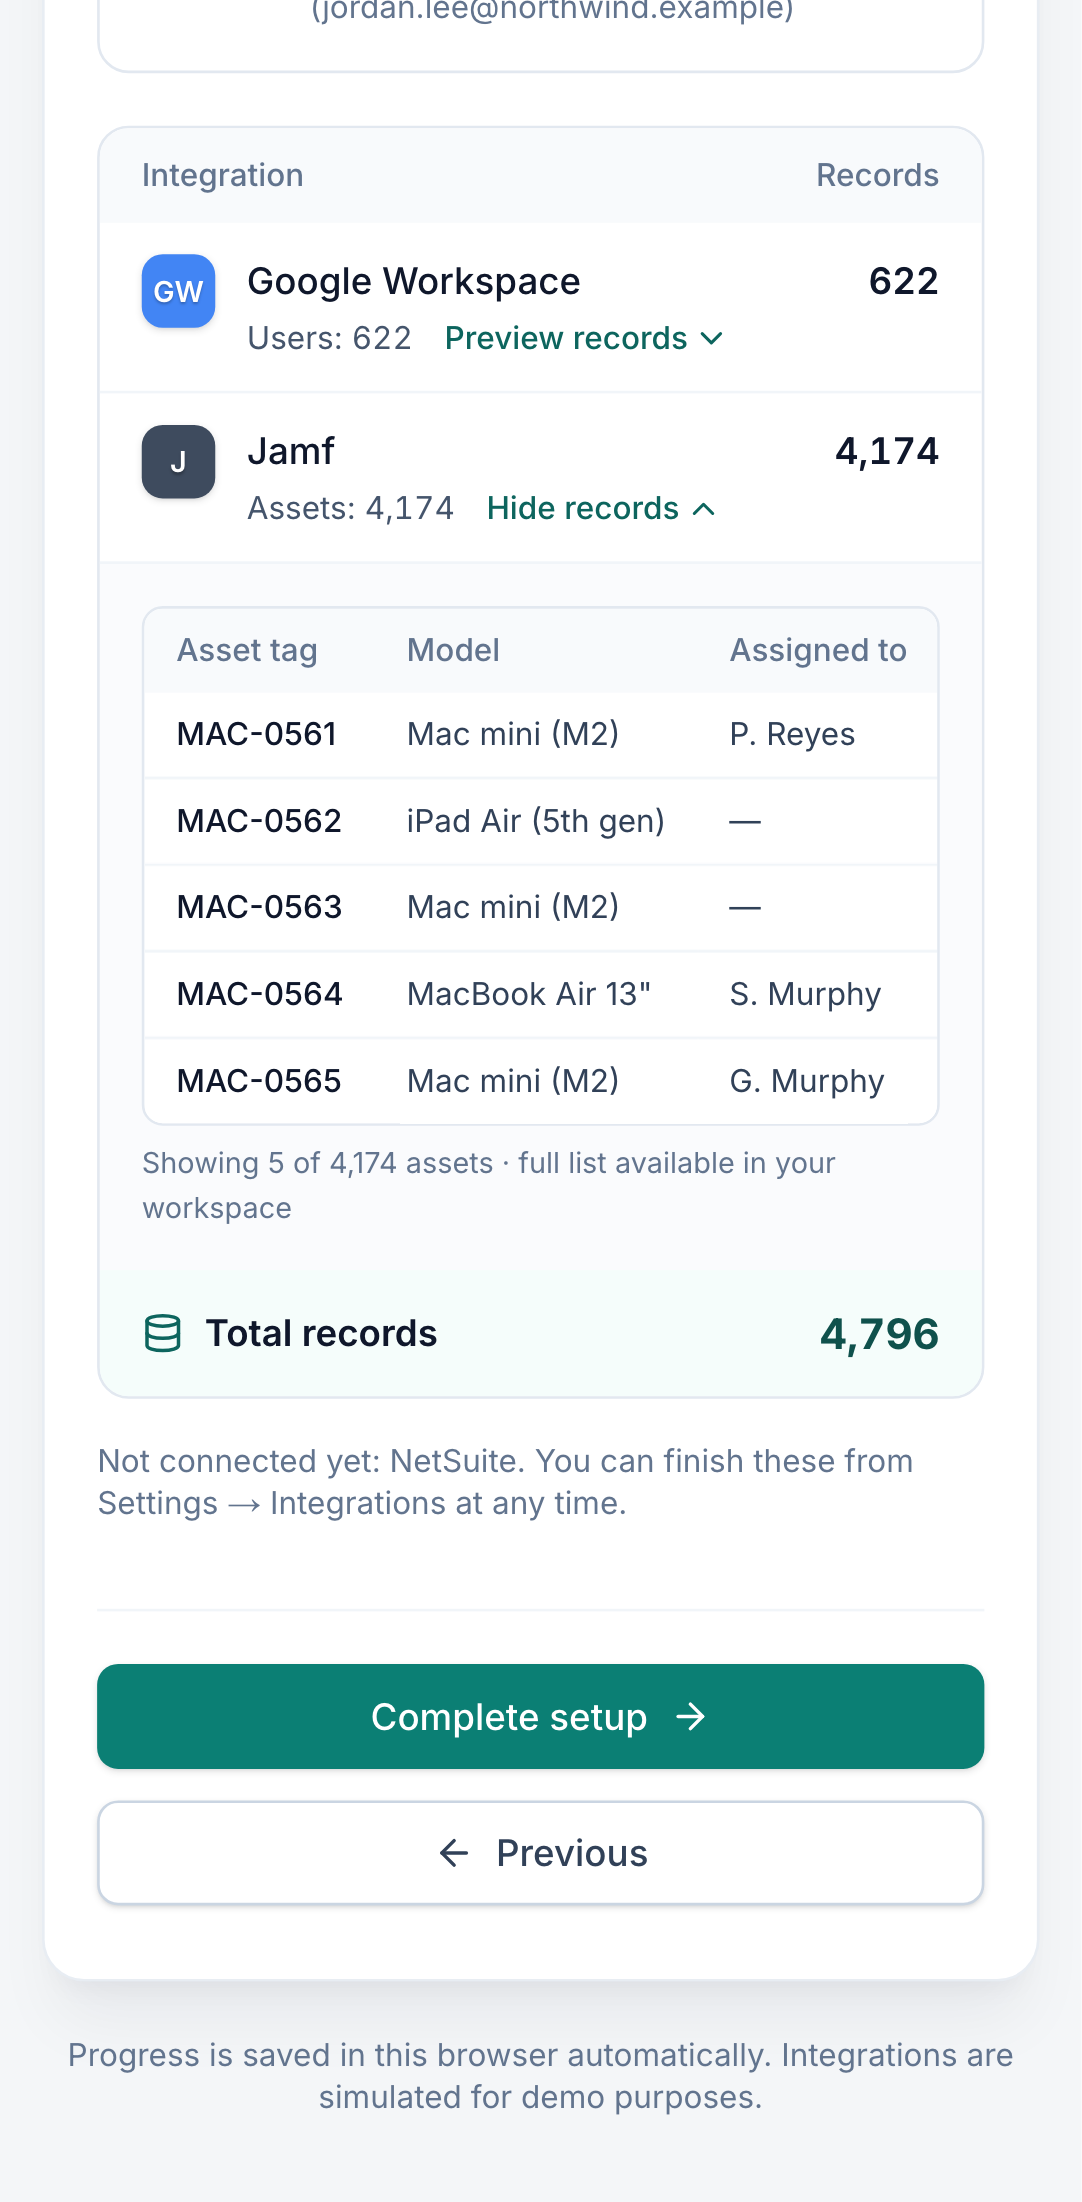 (jordan.lee@northwind.example)
Integration Records
GW Google Workspace 622
Users: 622 Preview records
J Jamf 4,174
Assets: 4,174 Hide records
Asset tag Model Assigned to
MAC-0561 Mac mini (M2) P. Reyes
MAC-0562 iPad Air (5th gen) —
MAC-0563 Mac mini (M2) —
MAC-0564 MacBook Air 13" S. Murphy
MAC-0565 Mac mini (M2) G. Murphy
Showing 5 of 4,174 assets · full list available in your
workspace
Total records 4,796
Not connected yet: NetSuite. You can finish these from
Settings → Integrations at any time.
Complete setup →
← Previous
Progress is saved in this browser automatically. Integrations are
simulated for demo purposes.